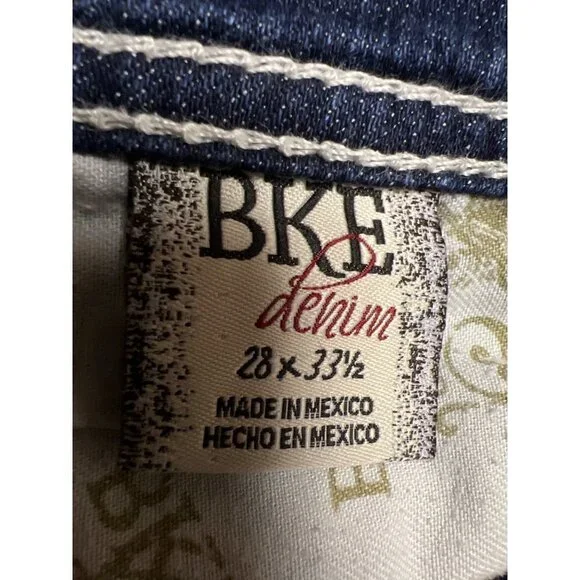 BKE
denim
28 x 33½
MADE IN MEXICO
HECHO EN MEXICO